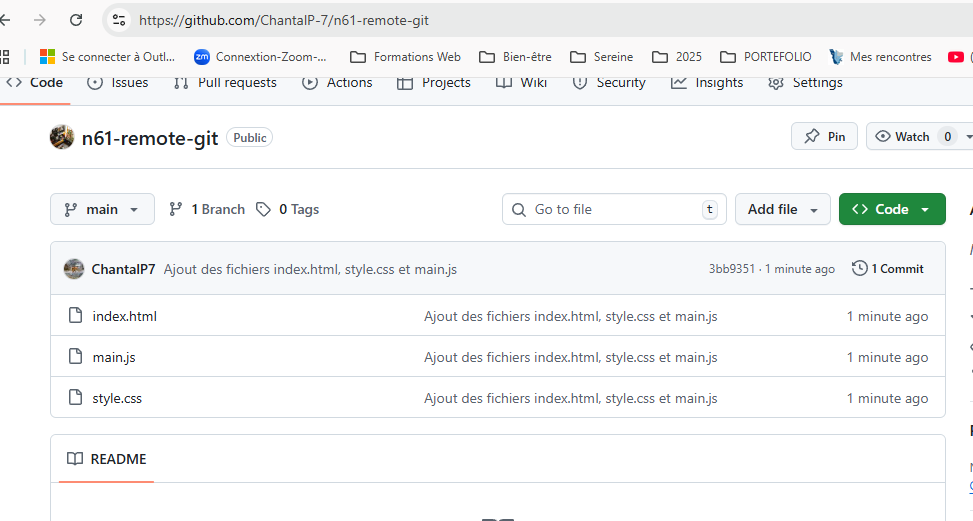 https://github.com/ChantalP-7/n61-remote-git
Se connecter à Outl... zm Connextion-Zoom-... Formations Web Bien-être Sereine 2025 PORTEFOLIO Mes rencontres
Code Issues Pull requests Actions Projects Wiki Security Insights Settings
n61-remote-git Public Pin Watch 0
main 1 Branch 0 Tags Go to file t Add file Code
ChantalP7 Ajout des fichiers index.html, style.css et main.js 3bb9351 · 1 minute ago 1 Commit
index.html Ajout des fichiers index.html, style.css et main.js 1 minute ago
main.js Ajout des fichiers index.html, style.css et main.js 1 minute ago
style.css Ajout des fichiers index.html, style.css et main.js 1 minute ago
README